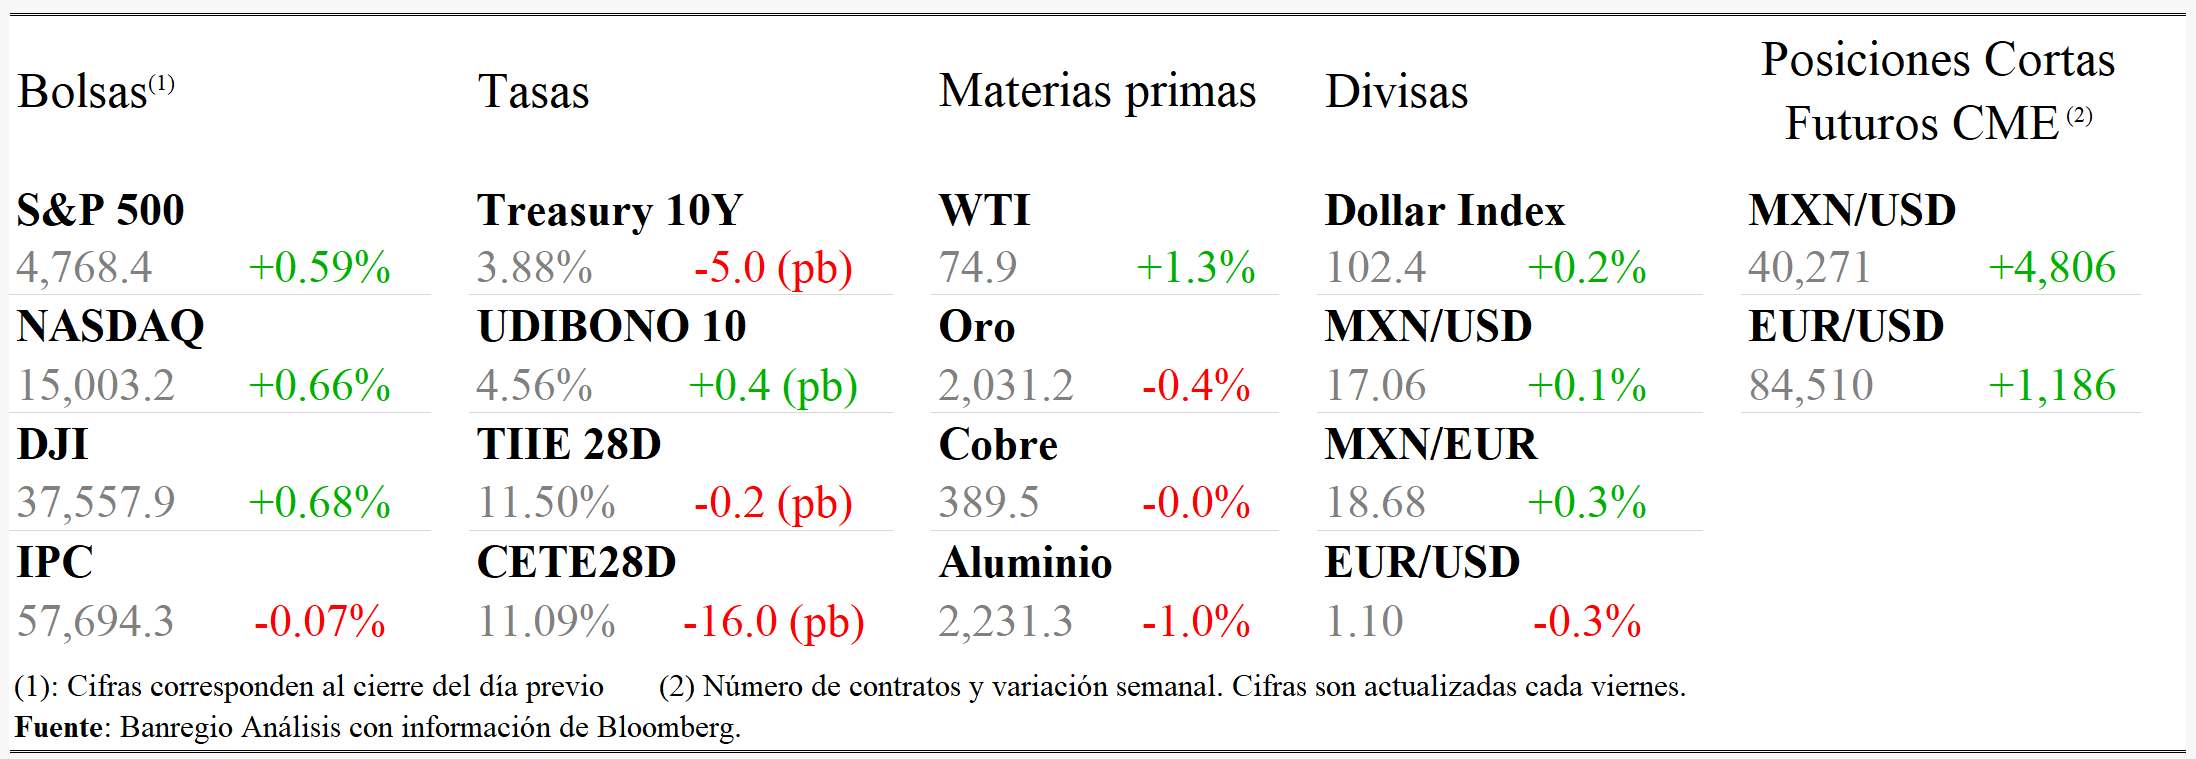 Bolsas(1) Tasas Materias primas Divisas Posiciones Cortas
Futuros CME (2)
S&P 500 Treasury 10Y WTI Dollar Index MXN/USD
4,768.4 +0.59% 3.88% -5.0 (pb) 74.9 +1.3% 102.4 +0.2% 40,271 +4,806
NASDAQ UDIBONO 10 Oro MXN/USD EUR/USD
15,003.2 +0.66% 4.56% +0.4 (pb) 2,031.2 -0.4% 17.06 +0.1% 84,510 +1,186
DJI TIIE 28D Cobre MXN/EUR
37,557.9 +0.68% 11.50% -0.2 (pb) 389.5 -0.0% 18.68 +0.3%
IPC CETE28D Aluminio EUR/USD
57,694.3 -0.07% 11.09% -16.0 (pb) 2,231.3 -1.0% 1.10 -0.3%
(1): Cifras corresponden al cierre del día previo (2) Número de contratos y variación semanal. Cifras son actualizadas cada viernes.
Fuente: Banregio Análisis con información de Bloomberg.